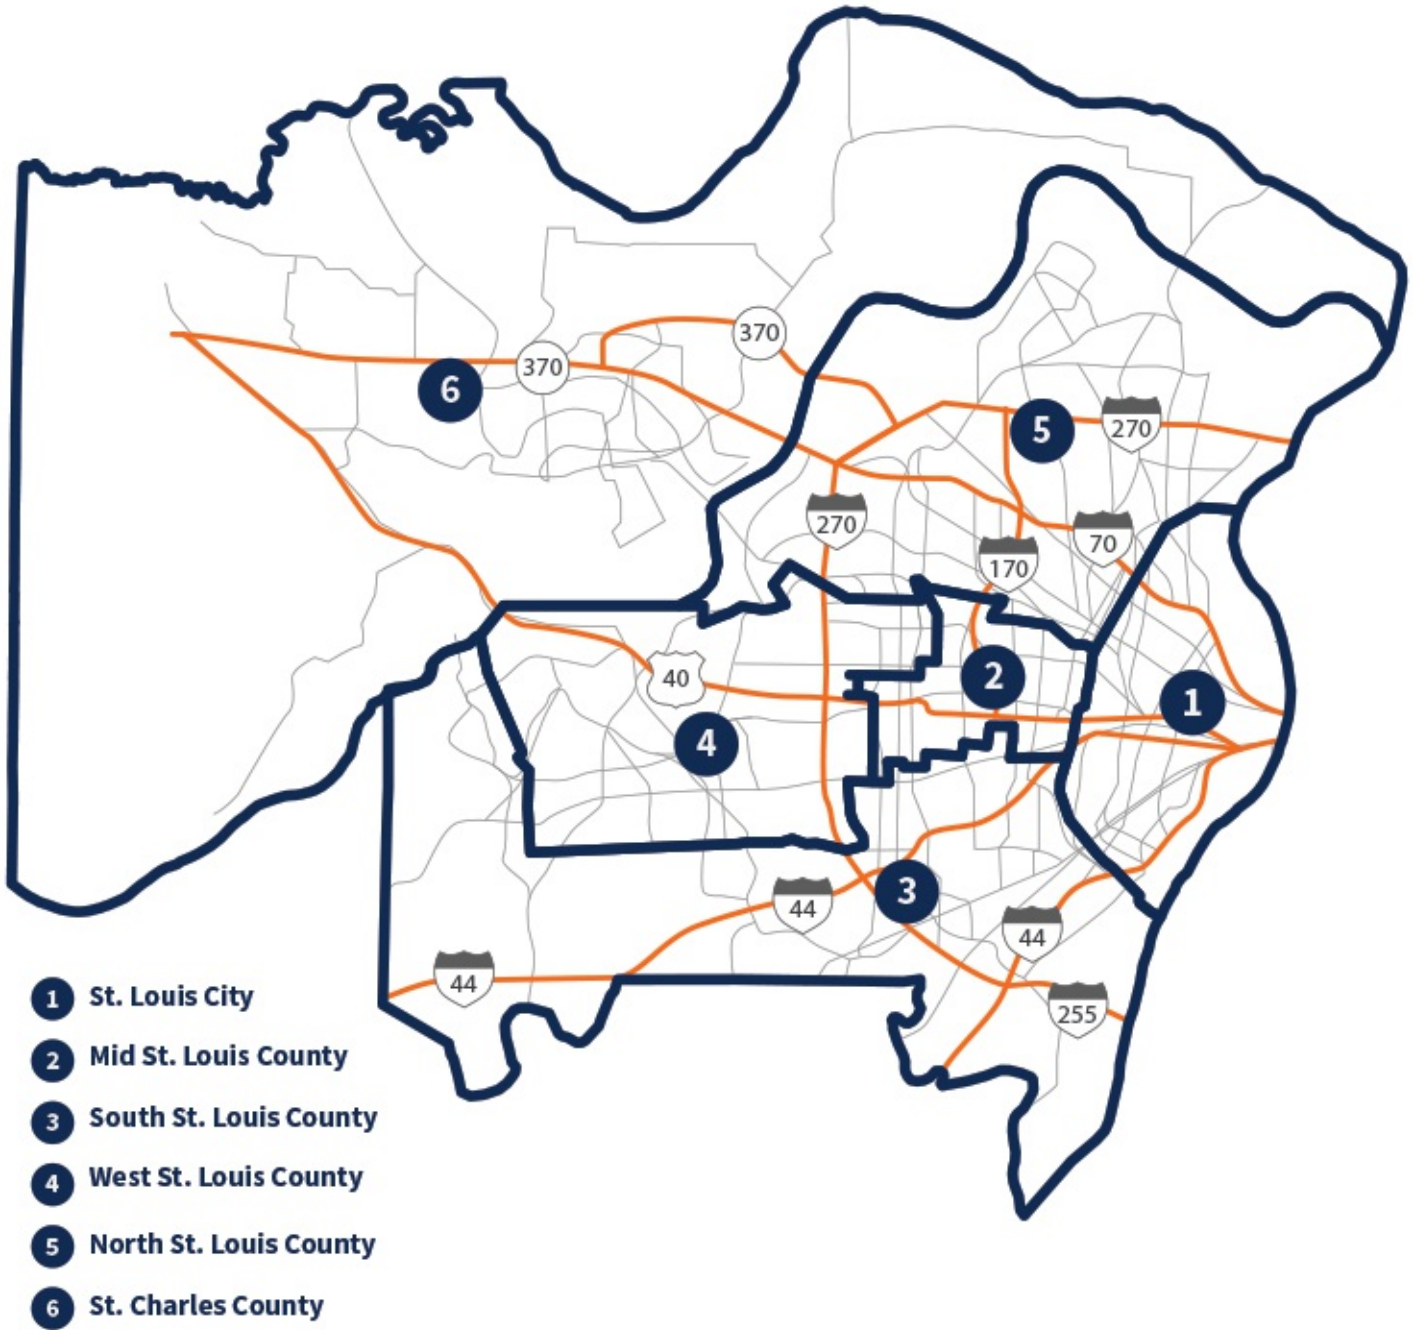 370
370
6
5
270
270
70
170
2
40
1
4
3
44
44
44
255
1 St. Louis City
2 Mid St. Louis County
3 South St. Louis County
4 West St. Louis County
5 North St. Louis County
6 St. Charles County